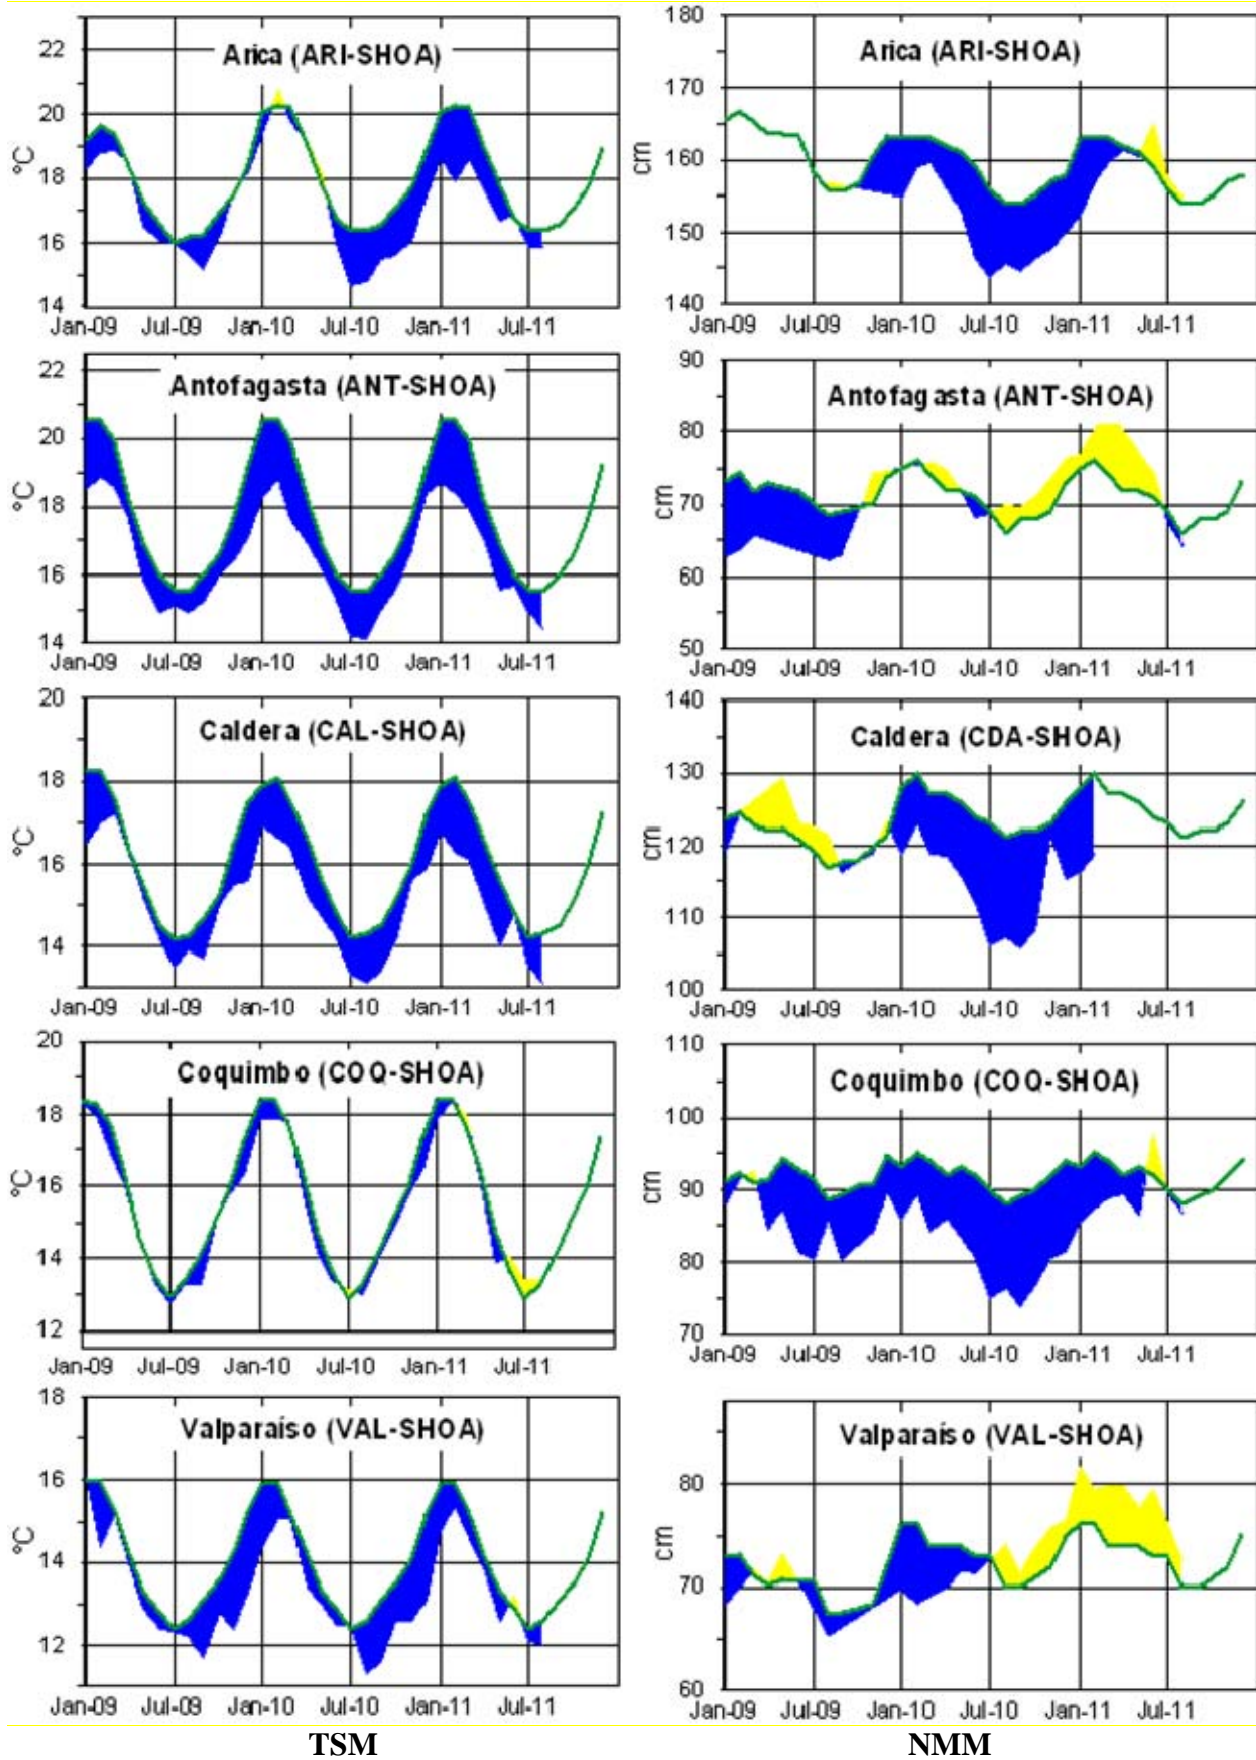 Arica (ARI-SHOA)
°C
22
20
18
16
14
Jan-09 Jul-09 Jan-10 Jul-10 Jan-11 Jul-11
Arica (ARI-SHOA)
cm
180
170
160
150
140
Jan-09 Jul-09 Jan-10 Jul-10 Jan-11 Jul-11
Antofagasta (ANT-SHOA)
°C
22
20
18
16
14
Jan-09 Jul-09 Jan-10 Jul-10 Jan-11 Jul-11
Antofagasta (ANT-SHOA)
cm
90
80
70
60
50
Jan-09 Jul-09 Jan-10 Jul-10 Jan-11 Jul-11
Caldera (CAL-SHOA)
°C
20
18
16
14
Jan-09 Jul-09 Jan-10 Jul-10 Jan-11 Jul-11
Caldera (CDA-SHOA)
cm
140
130
120
110
100
Jan-09 Jul-09 Jan-10 Jul-10 Jan-11 Jul-11
Coquimbo (COQ-SHOA)
°C
20
18
16
14
12
Jan-09 Jul-09 Jan-10 Jul-10 Jan-11 Jul-11
Coquimbo (COQ-SHOA)
cm
110
100
90
80
70
Jan-09 Jul-09 Jan-10 Jul-10 Jan-11 Jul-11
Valparaíso (VAL-SHOA)
°C
18
16
14
12
Jan-09 Jul-09 Jan-10 Jul-10 Jan-11 Jul-11
Valparaíso (VAL-SHOA)
cm
80
70
60
Jan-09 Jul-09 Jan-10 Jul-10 Jan-11 Jul-11
TSM
NMM